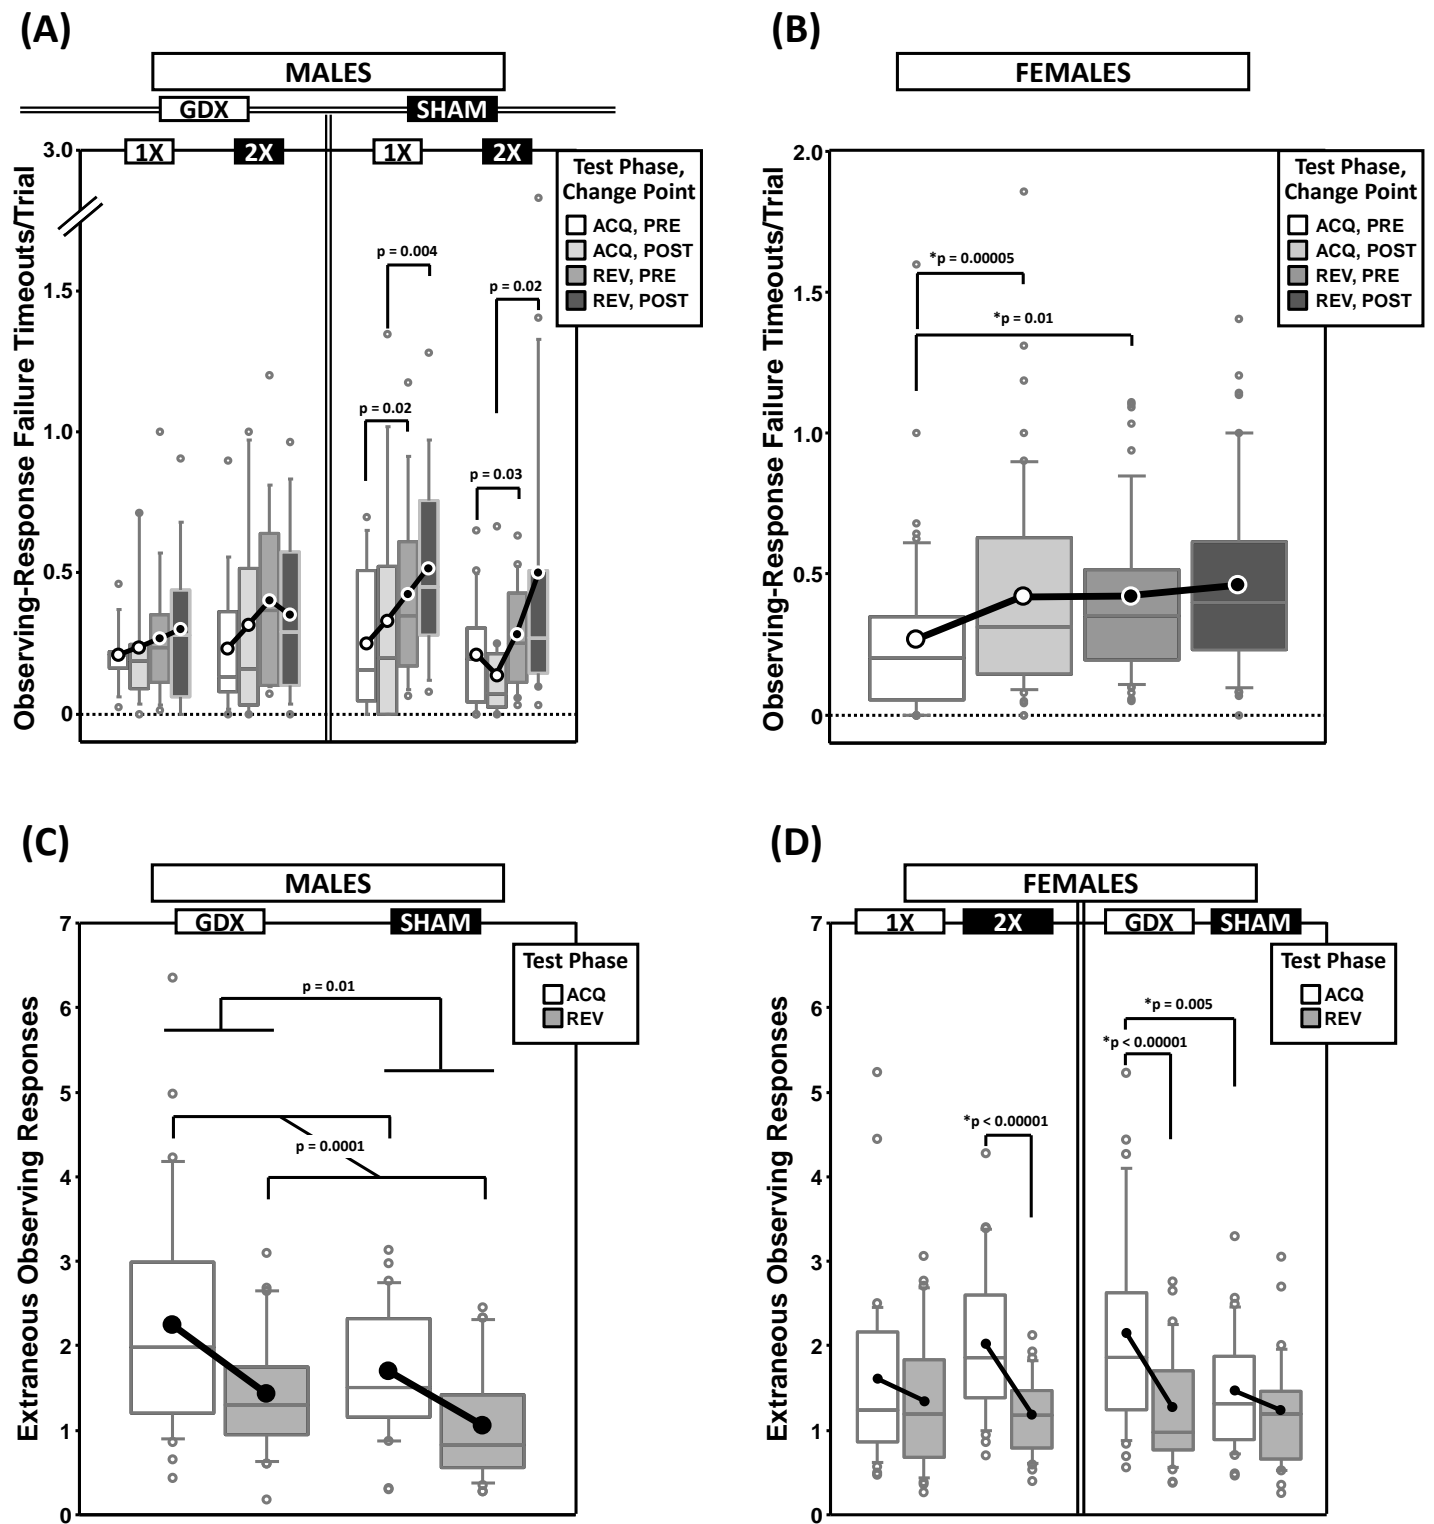 (A)
MALES
GDX
SHAM
1X
2X
1X
2X
Observing-Response Failure Timeouts/Trial
3.0
1.5
1.0
0.5
0
Test Phase,
Change Point
ACQ, PRE
ACQ, POST
REV, PRE
REV, POST
p = 0.004
p = 0.02
p = 0.02
p = 0.03
(B)
FEMALES
Observing-Response Failure Timeouts/Trial
2.0
1.5
1.0
0.5
0
Test Phase,
Change Point
ACQ, PRE
ACQ, POST
REV, PRE
REV, POST
*p = 0.00005
*p = 0.01
(C)
MALES
GDX
SHAM
Extraneous Observing Responses
7
6
5
4
3
2
1
0
Test Phase
ACQ
REV
p = 0.01
p = 0.0001
(D)
FEMALES
1X
2X
GDX
SHAM
Extraneous Observing Responses
7
6
5
4
3
2
1
0
Test Phase
ACQ
REV
*p = 0.005
*p < 0.00001
*p < 0.00001